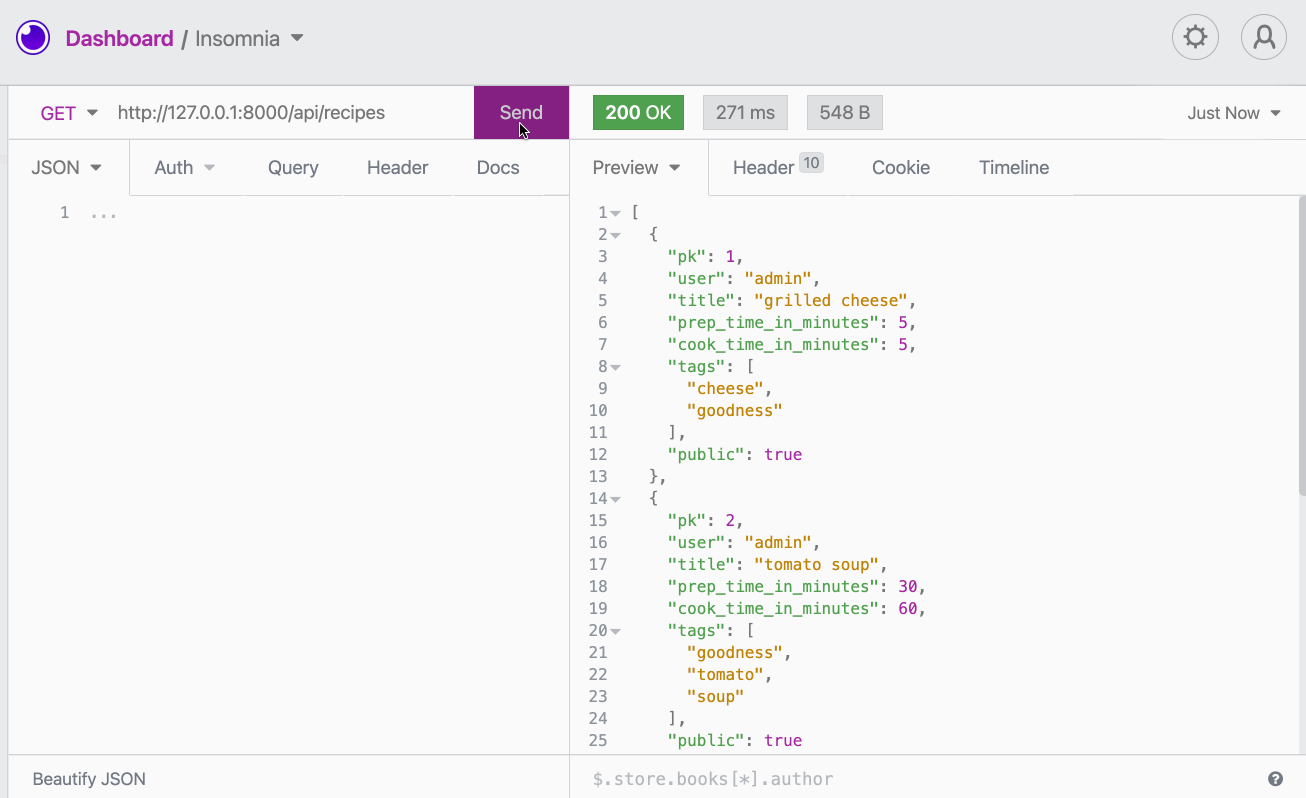 Dashboard / Insomnia
GET http://127.0.0.1:8000/api/recipes Send 200 OK 271 ms 548 B Just Now
JSON Auth Query Header Docs Preview Header 10 Cookie Timeline
1 ...
1 [
2 {
3 "pk": 1,
4 "user": "admin",
5 "title": "grilled cheese",
6 "prep_time_in_minutes": 5,
7 "cook_time_in_minutes": 5,
8 "tags": [
9 "cheese",
10 "goodness"
11 ],
12 "public": true
13 },
14 {
15 "pk": 2,
16 "user": "admin",
17 "title": "tomato soup",
18 "prep_time_in_minutes": 30,
19 "cook_time_in_minutes": 60,
20 "tags": [
21 "goodness",
22 "tomato",
23 "soup"
24 ],
25 "public": true
Beautify JSON
$.store.books[*].author ?